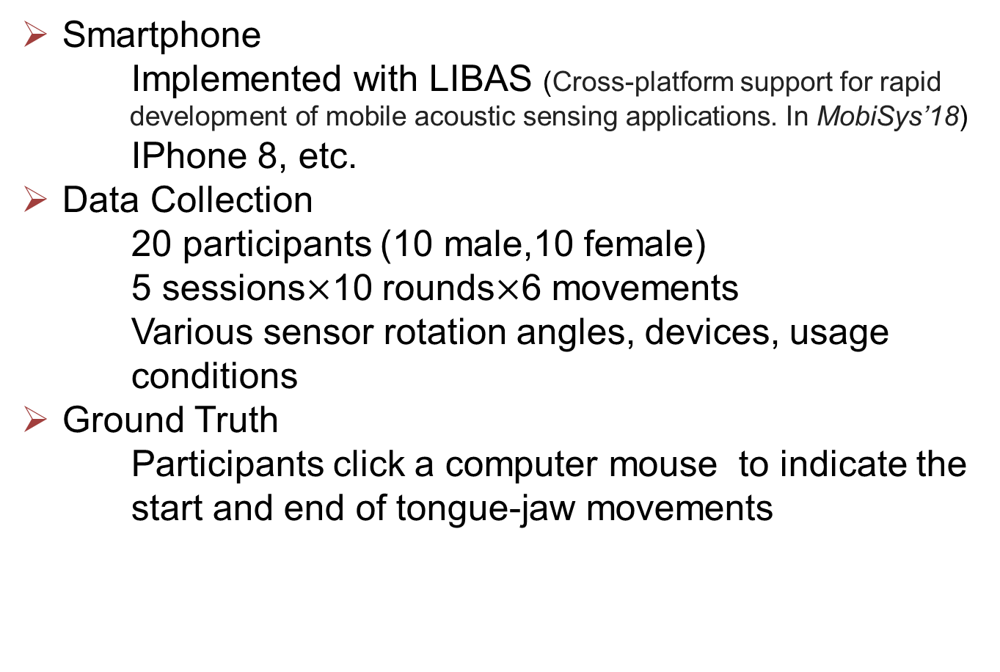 Smartphone
Implemented with LIBAS (Cross-platform support for rapid
development of mobile acoustic sensing applications. In MobiSys’18)
IPhone 8, etc.
Data Collection
20 participants (10 male,10 female)
5 sessions×10 rounds×6 movements
Various sensor rotation angles, devices, usage
conditions
Ground Truth
Participants click a computer mouse  to indicate the
start and end of tongue-jaw movements